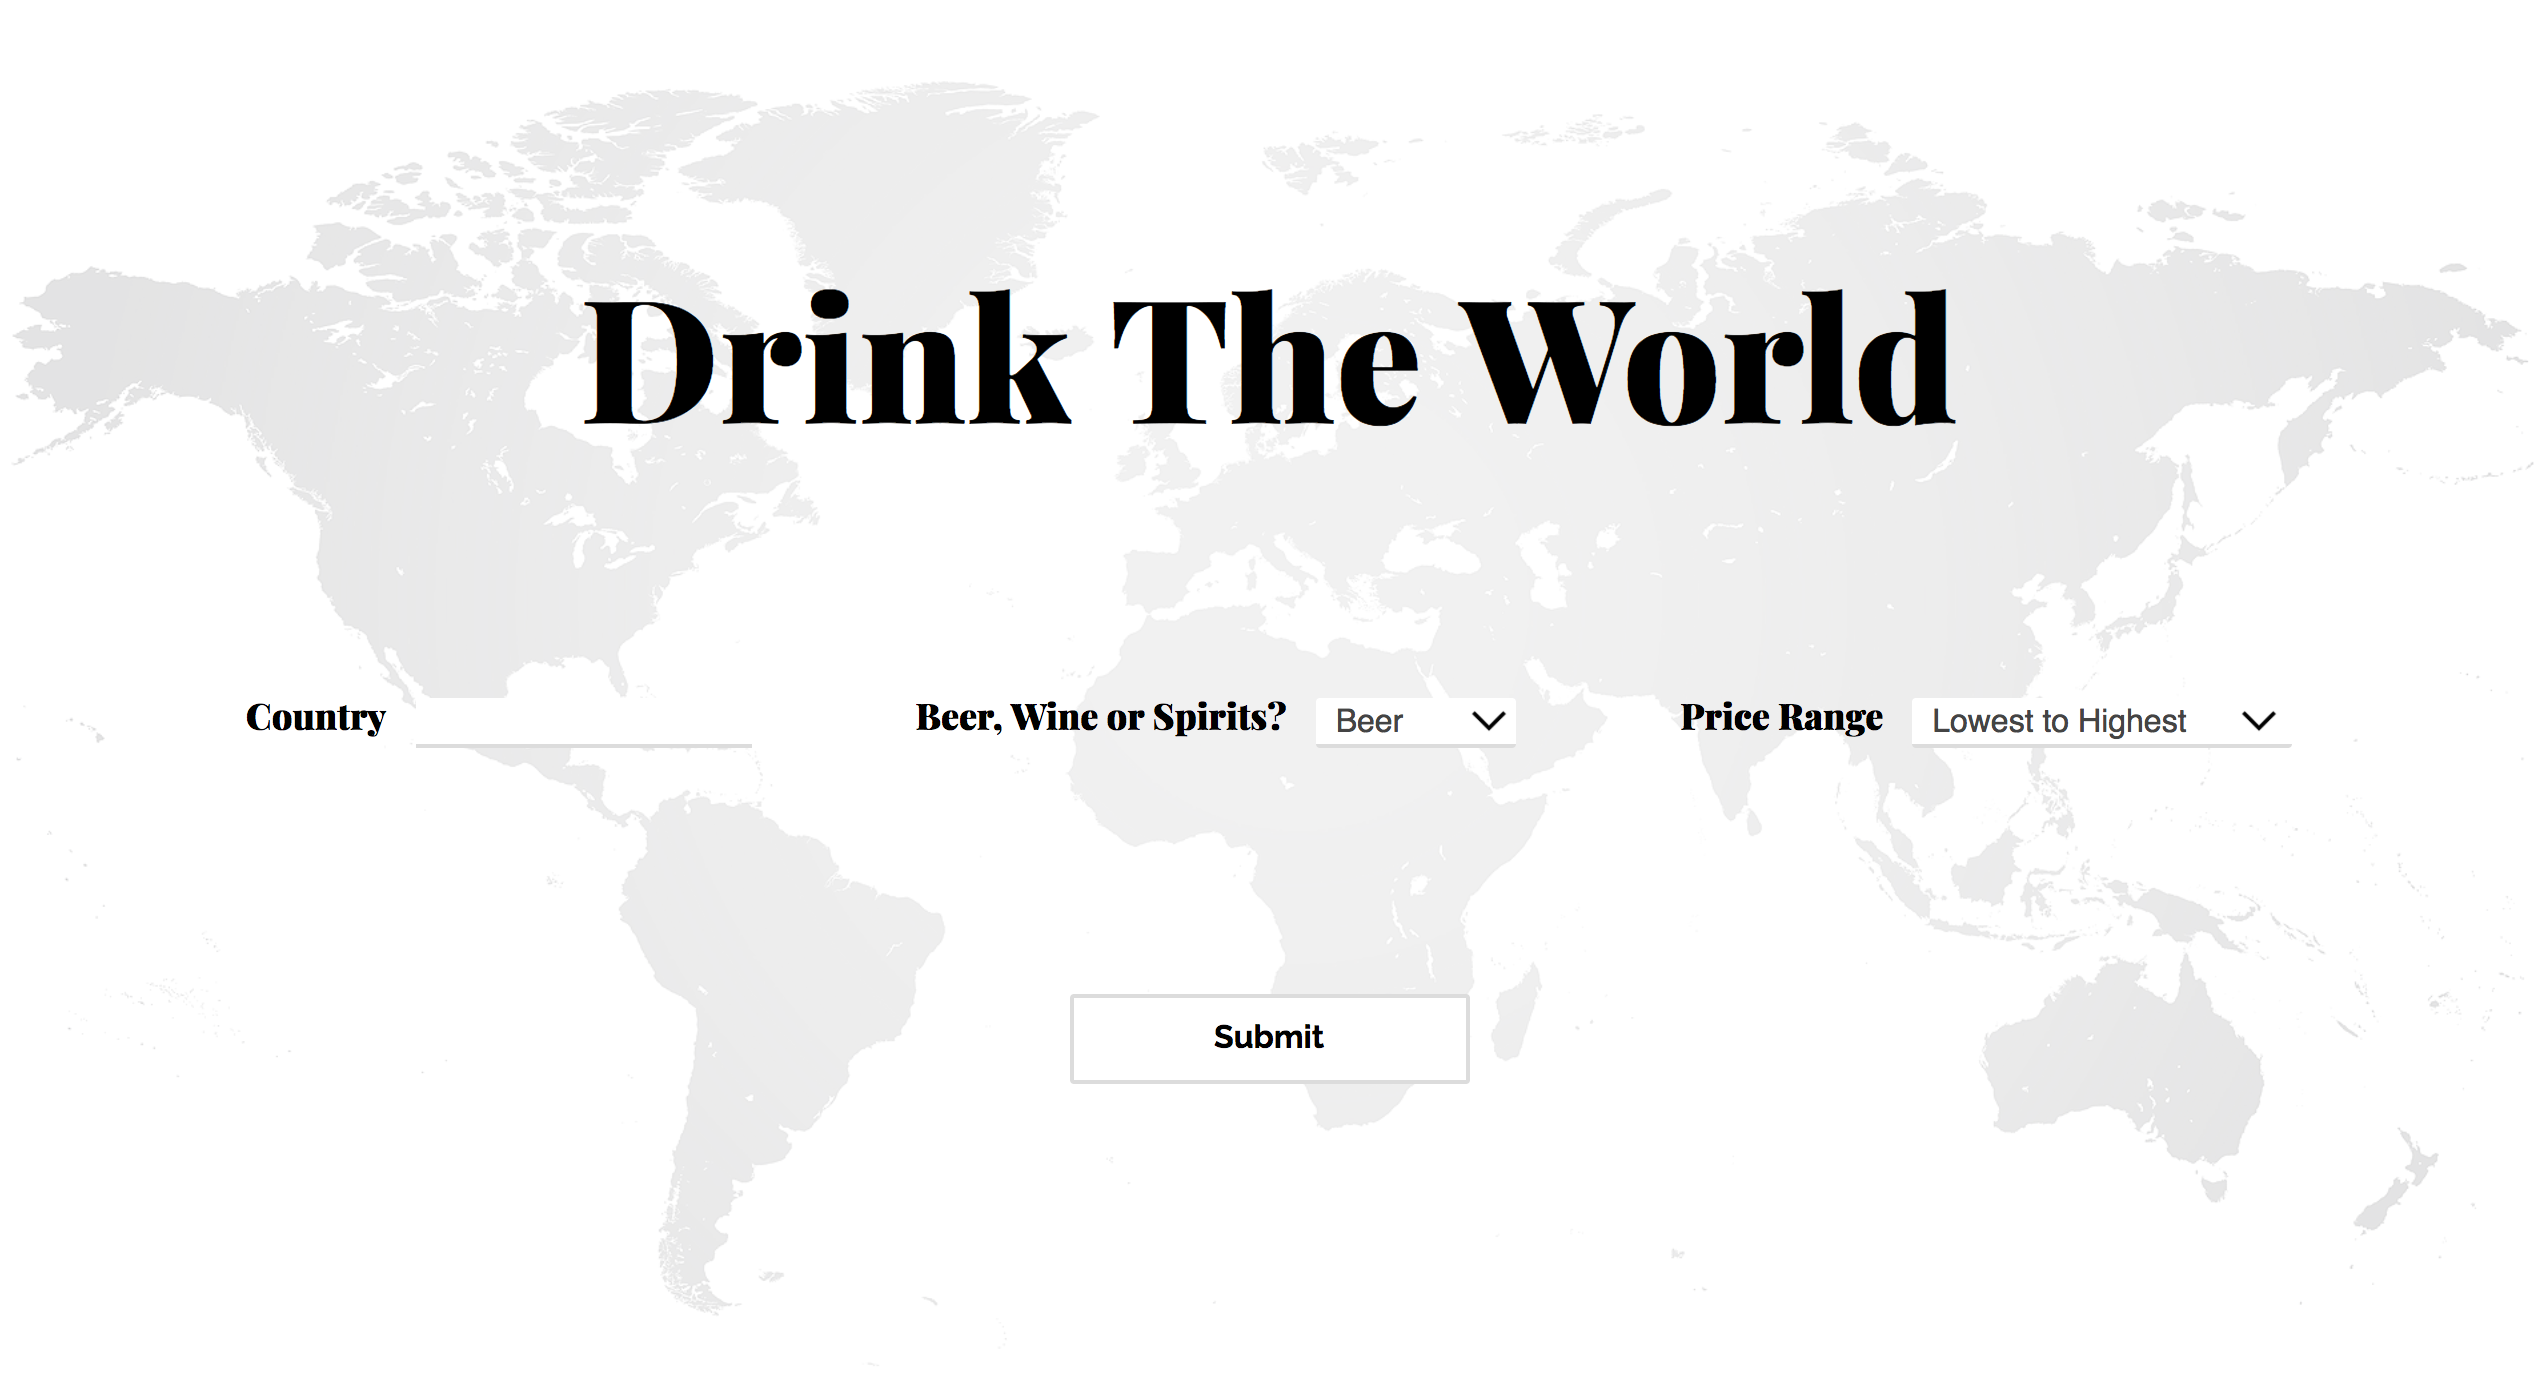 Drink The World
Country
Beer, Wine or Spirits? Beer
Price Range Lowest to Highest
Submit